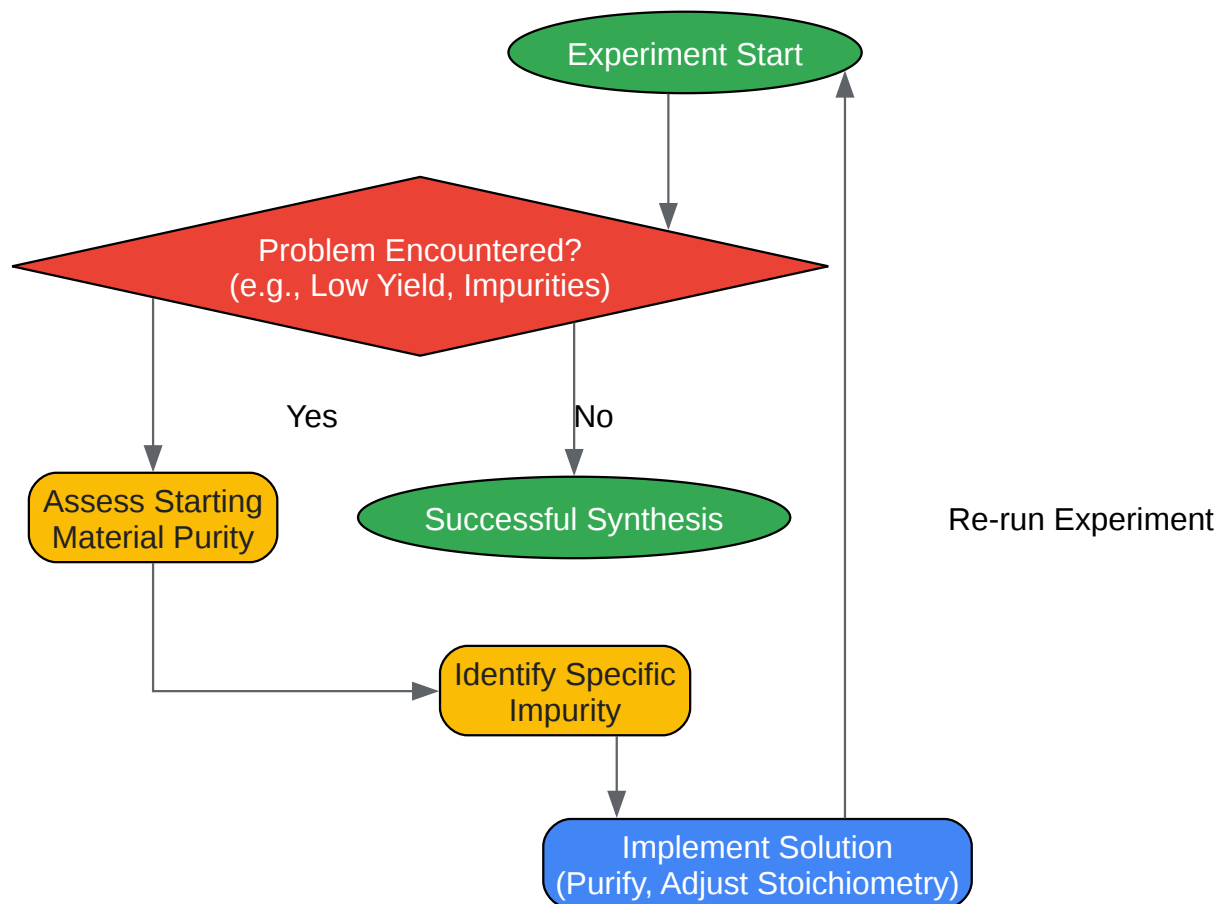 Experiment Start
Problem Encountered?
(e.g., Low Yield, Impurities)
Yes
No
Assess Starting
Material Purity
Successful Synthesis
Re-run Experiment
Identify Specific
Impurity
Implement Solution
(Purify, Adjust Stoichiometry)